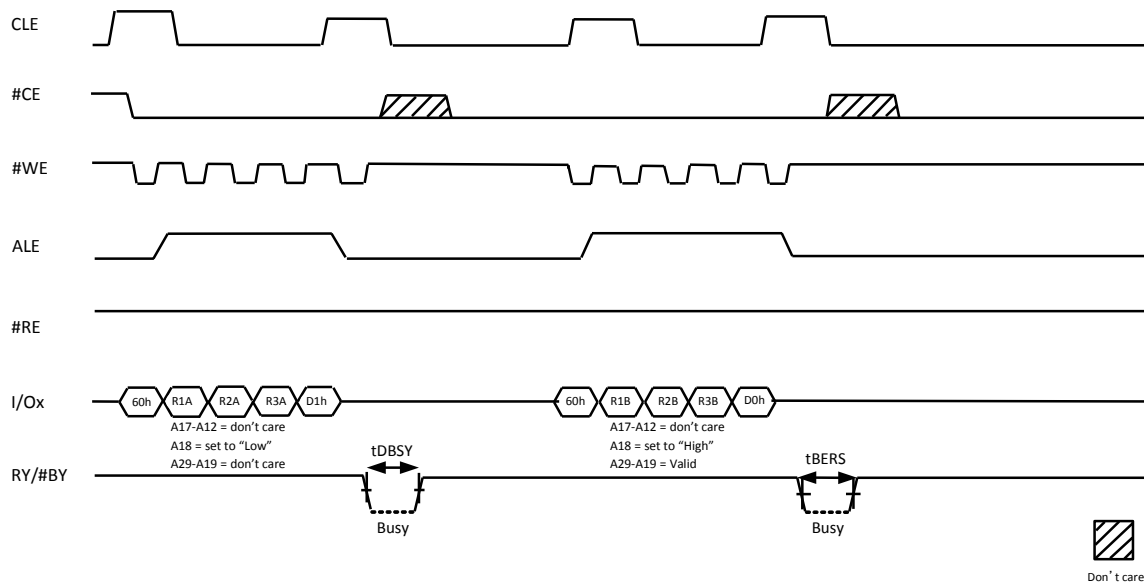 CLE
#CE
#WE
ALE
#RE
I/Ox 60h R1A R2A R3A D1h 60h R1B R2B R3B D0h
A17-A12 = don't care A17-A12 = don't care
A18 = set to “Low” A18 = set to “High”
A29-A19 = don't care A29-A19 = Valid
RY/#BY tDBSY tBERS
Busy Busy
Don't care